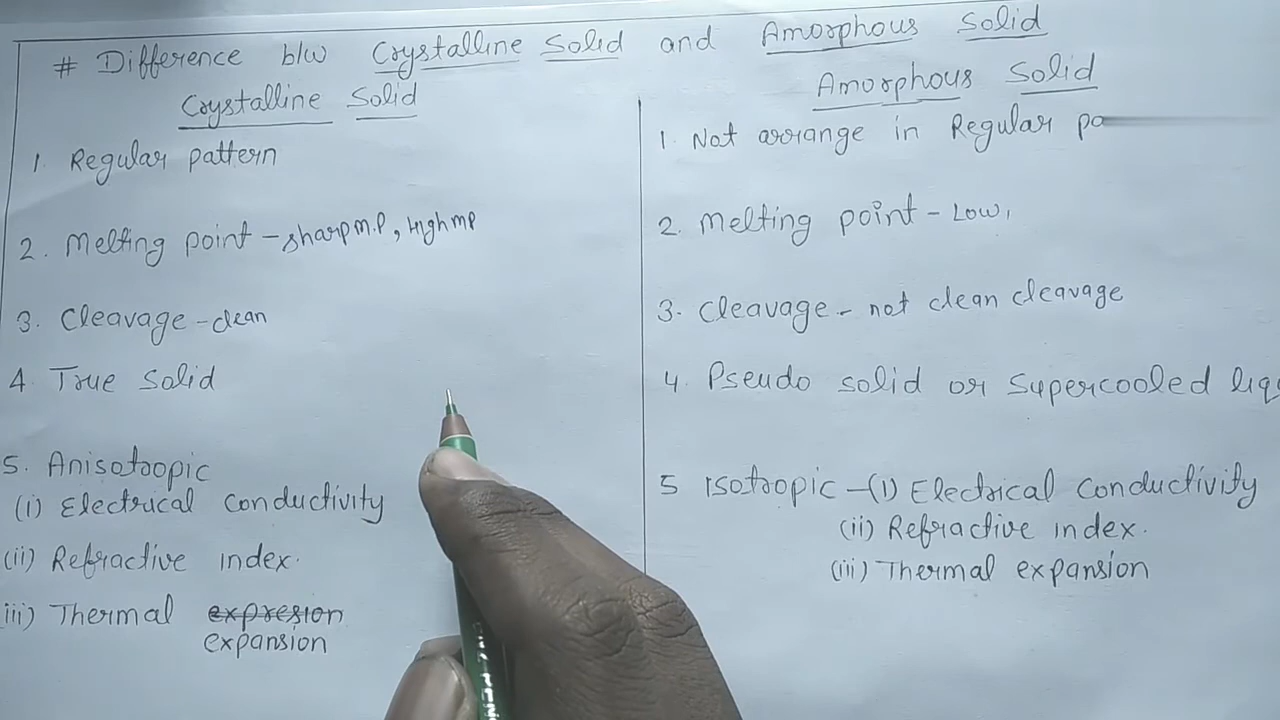 # Difference b/w Crystalline Solid and Amorphous Solid
Crystalline Solid
1. Regular pattern
2. Melting point - sharp M.P, High mp
3. Cleavage - clean
4. True solid
5. Anisotropic
(i) Electrical conductivity
(ii) Refractive index.
iii) Thermal expresion
expansion
Amorphous Solid
1. Not arrange in Regular pa
2. Melting point - Low,
3. Cleavage - not clean cleavage
4. Pseudo solid or supercooled liq
5 Isotropic - (i) Electrical conductivity
(ii) Refractive index.
(iii) Thermal expansion